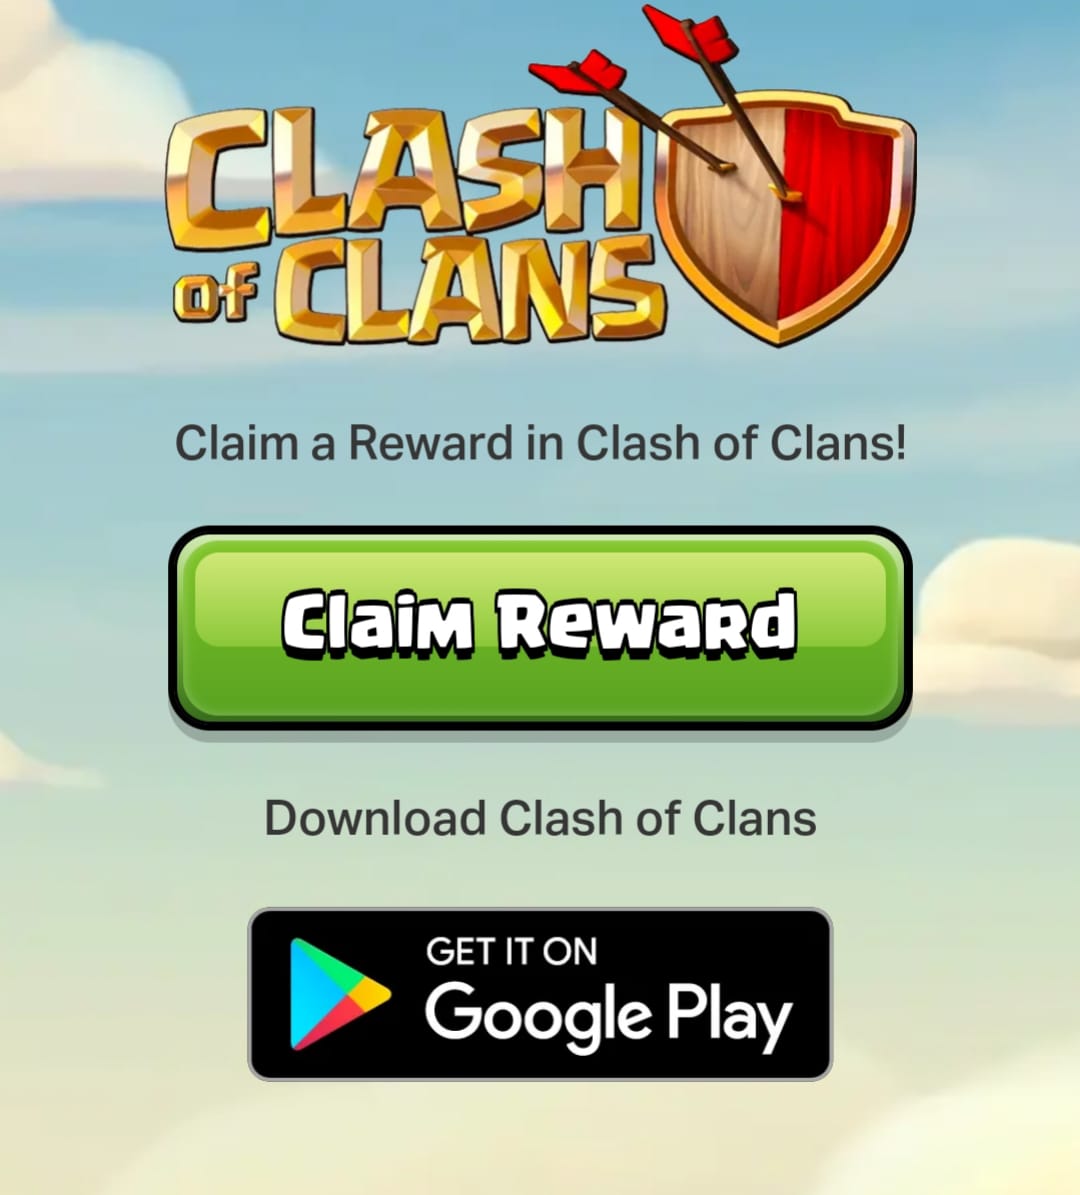 CLASH
OF CLANS
Claim a Reward in Clash of Clans!
Claim Reward
Download Clash of Clans
GET IT ON
Google Play